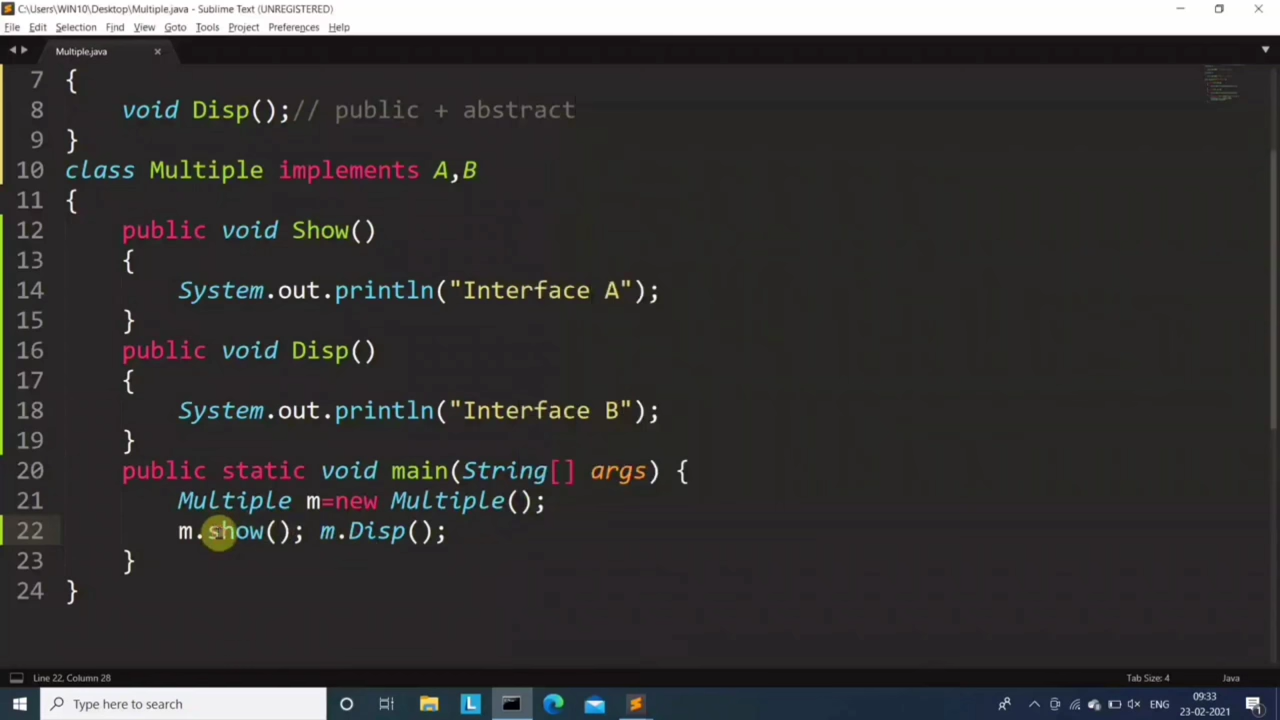 C:\Users\WIN10\Desktop\Multiple.java - Sublime Text (UNREGISTERED)
File Edit Selection Find View Goto Tools Project Preferences Help
Multiple.java
7 {
8 void Disp();// public + abstract
9 }
10 class Multiple implements A,B
11 {
12 public void Show()
13 {
14 System.out.println("Interface A");
15 }
16 public void Disp()
17 {
18 System.out.println("Interface B");
19 }
20 public static void main(String[] args) {
21 Multiple m=new Multiple();
22 m.show(); m.Disp();
23 }
24 }
Line 22, Column 28 Tab Size: 4 Java
Type here to search L ENG 09:33
23-02-2021 1